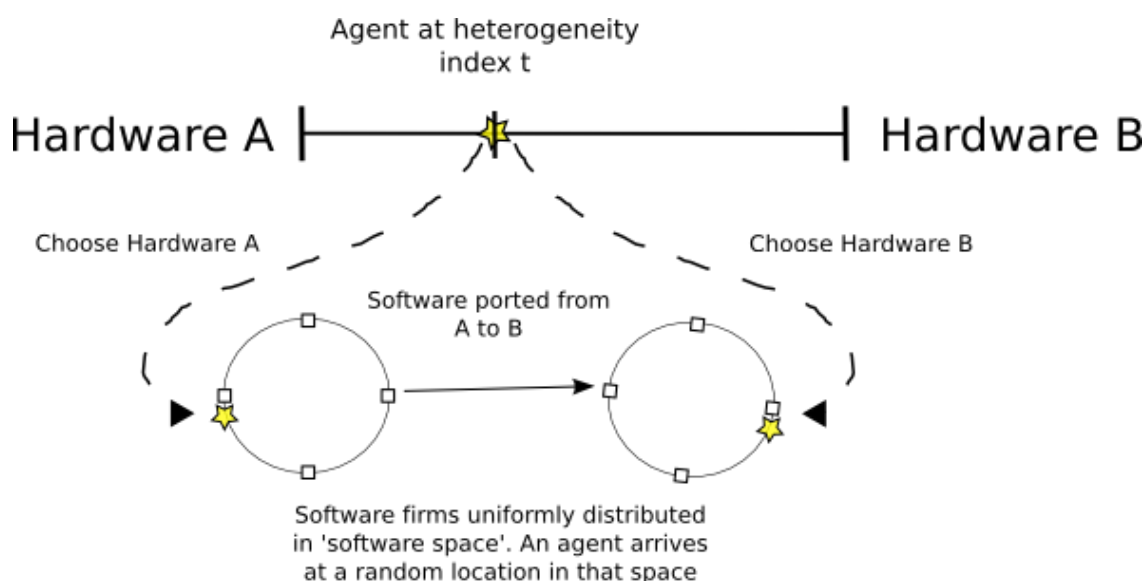 Agent at heterogeneity
index t
Hardware A
Hardware B
Choose Hardware A
Choose Hardware B
Software ported from
A to B
Software firms uniformly distributed
in 'software space'. An agent arrives
at a random location in that space